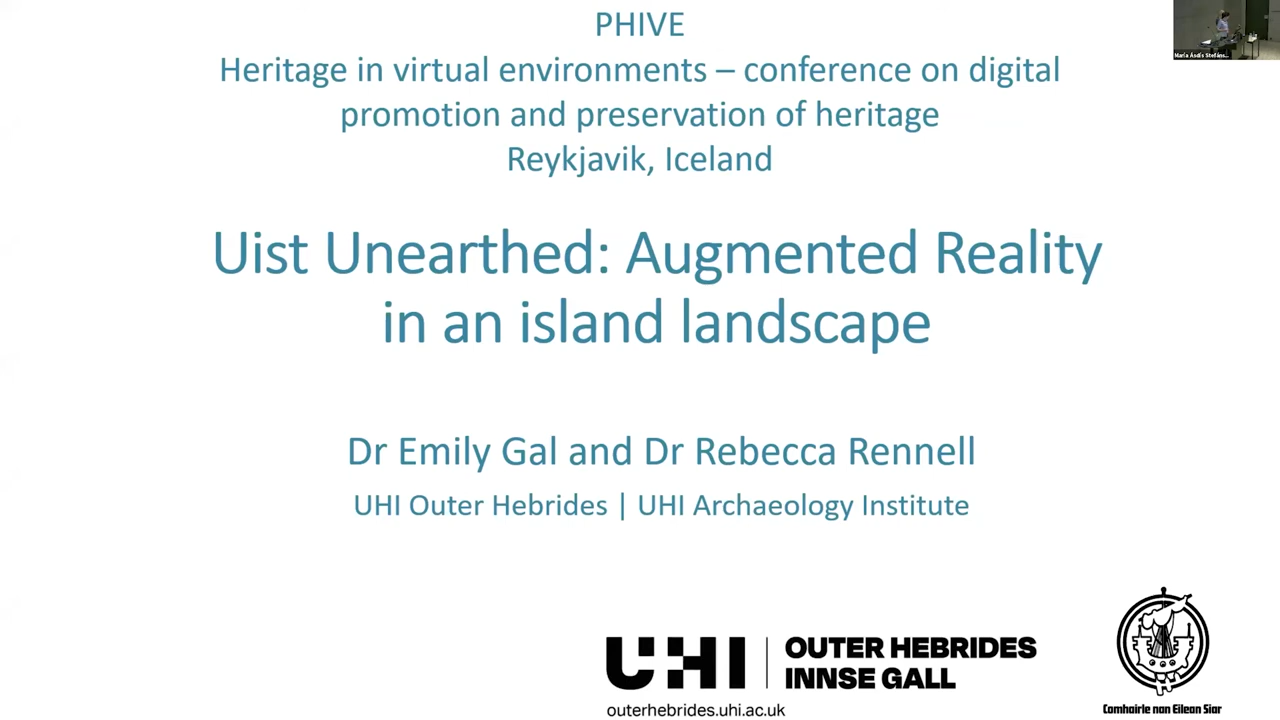 PHIVE
Heritage in virtual environments – conference on digital
promotion and preservation of heritage
Reykjavik, Iceland
Uist Unearthed: Augmented Reality
in an island landscape
Dr Emily Gal and Dr Rebecca Rennell
UHI Outer Hebrides | UHI Archaeology Institute
UHI
OUTER HEBRIDES
INNSE GALL
outerhebrides.uhi.ac.uk
Comhairle nan Eilean Siar